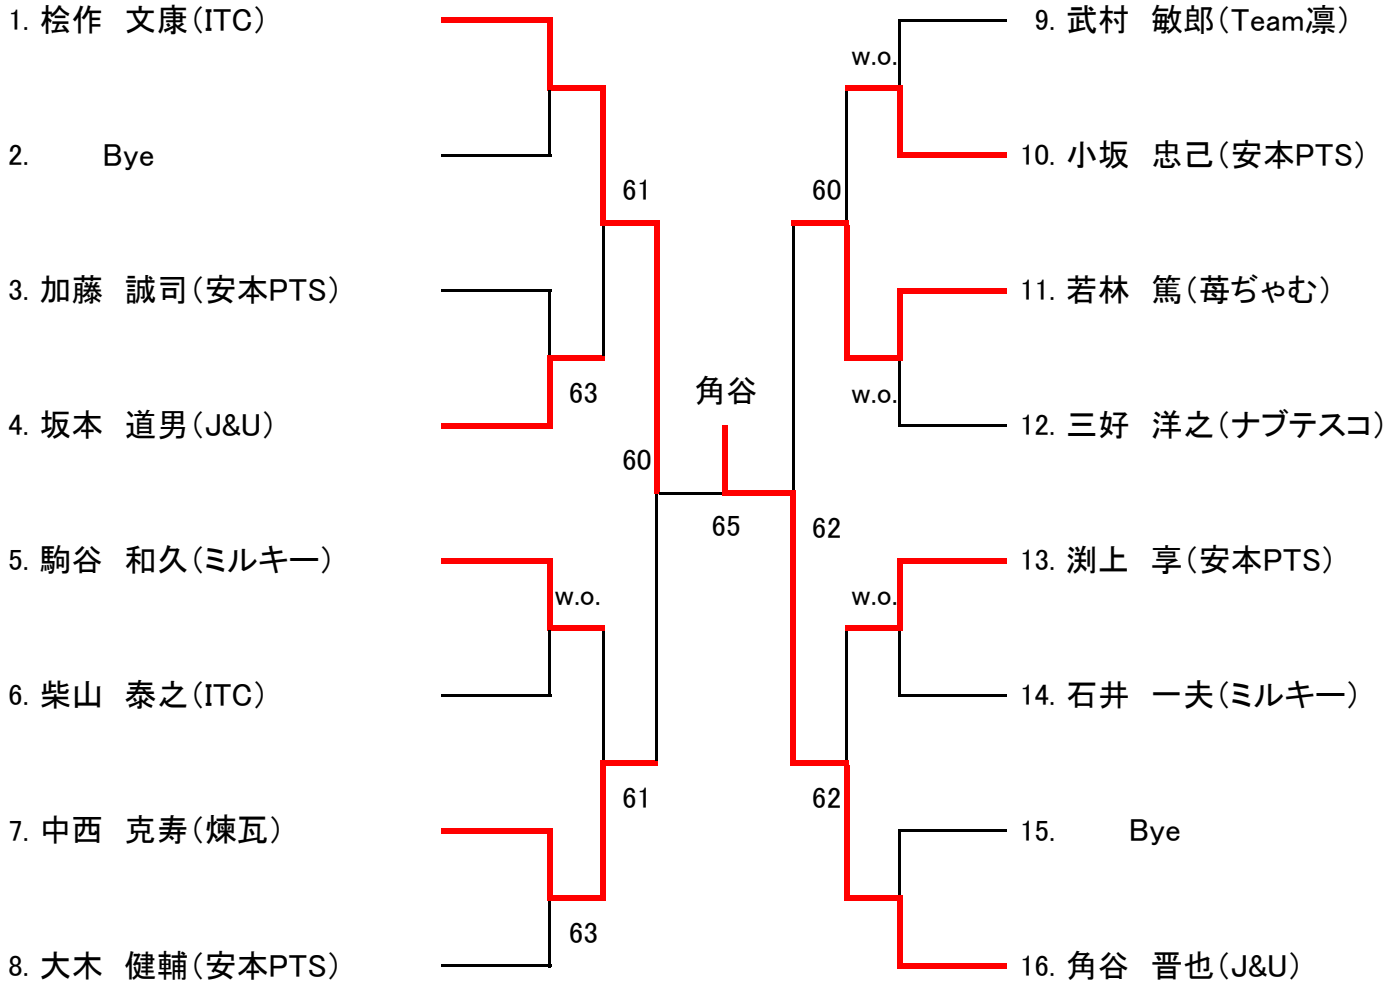 1. 桧作　文康(ITC)
2. Bye
3. 加藤　誠司(安本PTS)
4. 坂本　道男(J&U)
5. 駒谷　和久(ミルキー)
6. 柴山　泰之(ITC)
7. 中西　克寿(煉瓦)
8. 大木　健輔(安本PTS)
61
63
60
w.o.
61
63
角谷
65
w.o.
60
w.o.
62
w.o.
62
9. 武村　敏郎(Team凛)
10. 小坂　忠己(安本PTS)
11. 若林　篤(苺ぢゃむ)
12. 三好　洋之(ナブテスコ)
13. 渕上　享(安本PTS)
14. 石井　一夫(ミルキー)
15. Bye
16. 角谷　晋也(J&U)